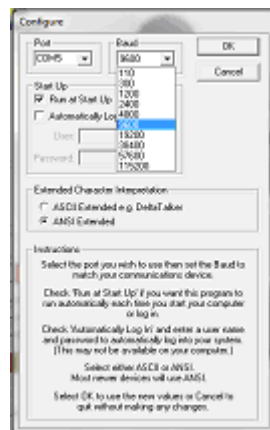 Configure
Port
Baud
COM5
9600
OK
Cancel
110
300
1200
2400
4800
9600
19200
38400
57600
115200
Start Up
Run at Start Up
Automatically Lo
User:
Password:
Extended Character Interpretation
ASCII Extended e.g. DeltaTalker
ANSI Extended
Instructions
Select the port you wish to use then set the Baud to
match your communications device.
Check 'Run at Start Up' if you want this program to
run automatically each time you start your computer
or log in.
Check 'Automatically Log In' and enter a user name
and password to automatically log into your system.
(This may not be available on your computer.)
Select either ASCII or ANSI.
Most newer devices will use ANSI.
Select OK to use the new values or Cancel to
quit without making any changes.